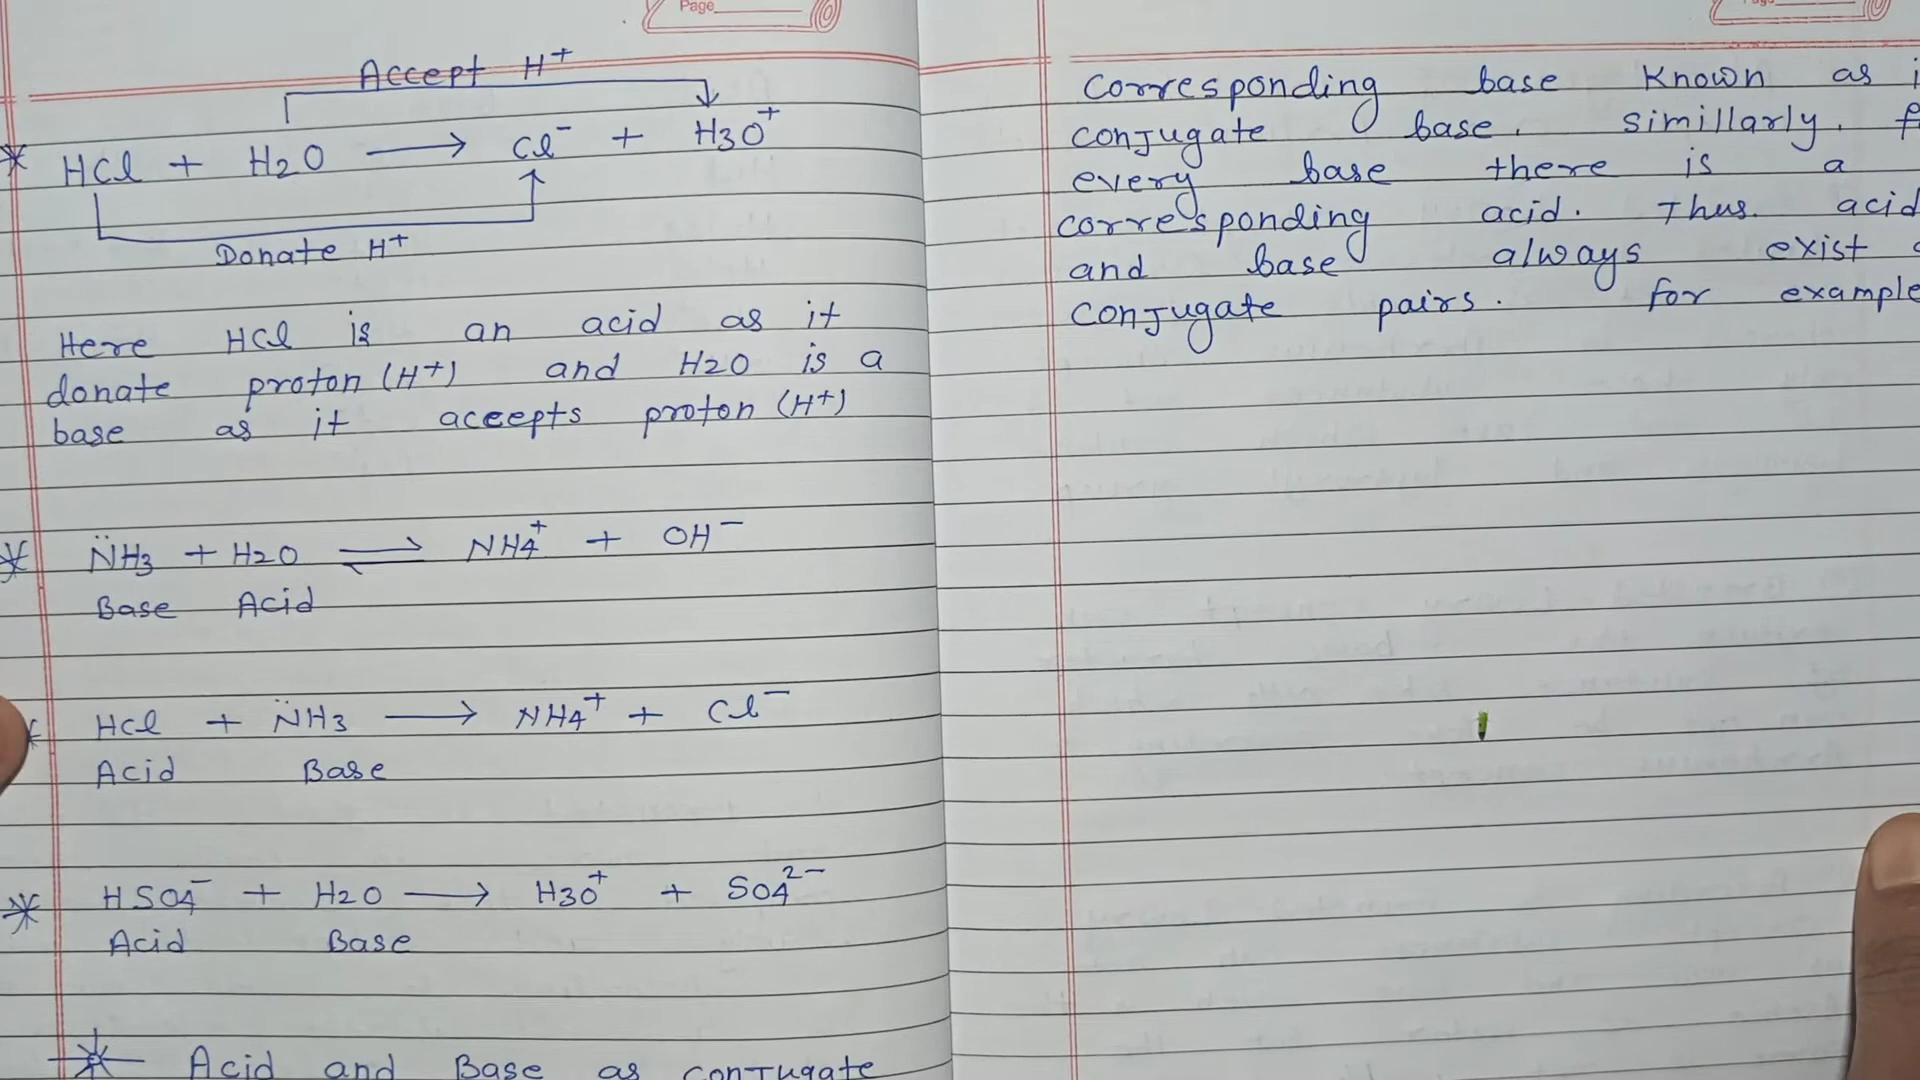 Page
Accept H+
HCl + H2O ⟶ Cl⁻ + H3O⁺
Donate H+
Here HCl is an acid as it
donate proton (H+) and H2O is a
base as it accepts proton (H+)
N̈H3 + H2O ⇌ NH4⁺ + OH⁻
Base Acid
HCl + N̈H3 ⟶ NH4⁺ + Cl⁻
Acid Base
HSO4⁻ + H2O ⟶ H3O⁺ + SO4²⁻
Acid Base
Acid and Base as conjugate
Corresponding base Known as
conjugate base. simillarly.
every base there is a
corresponding acid. Thus. acid
and base always exist
conjugate pairs. for example